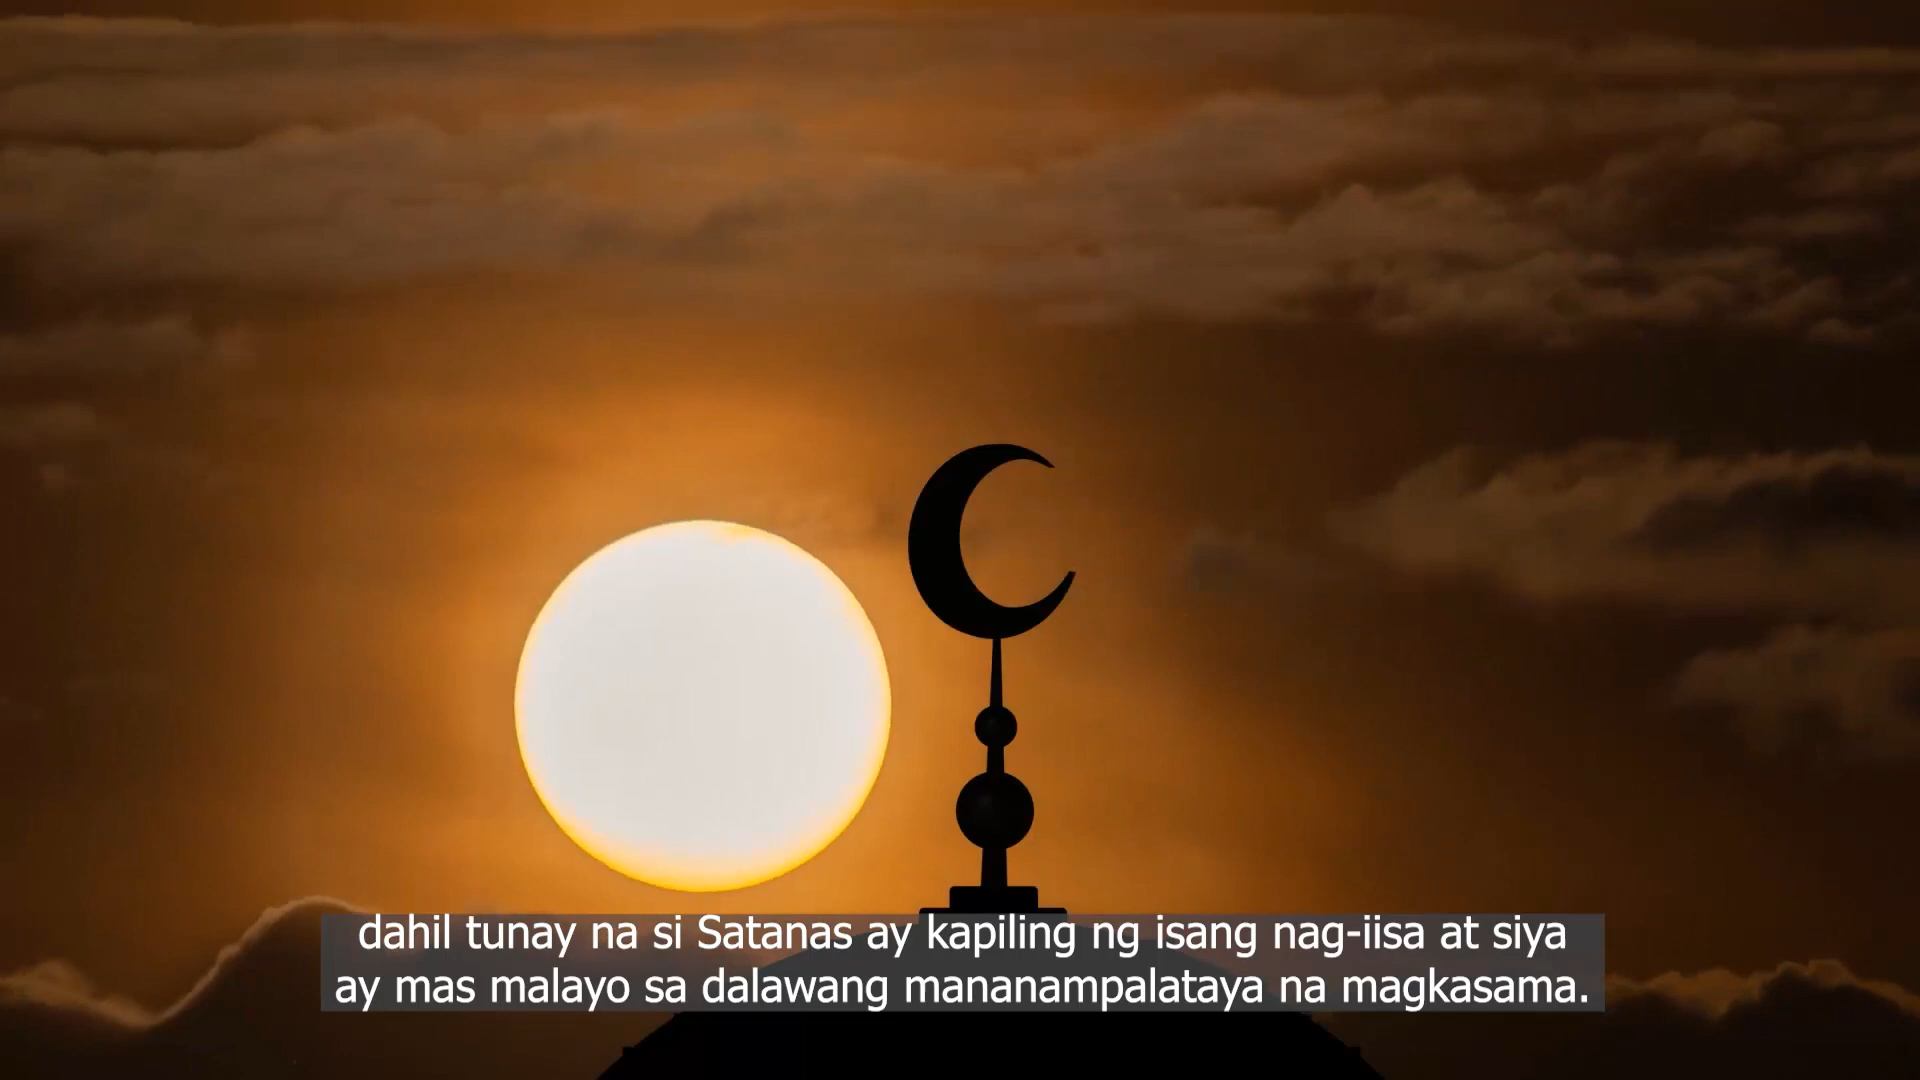 dahil tunay na si Satanas ay kapiling ng isang nag-iisa at siya
ay mas malayo sa dalawang mananampalataya na magkasama.